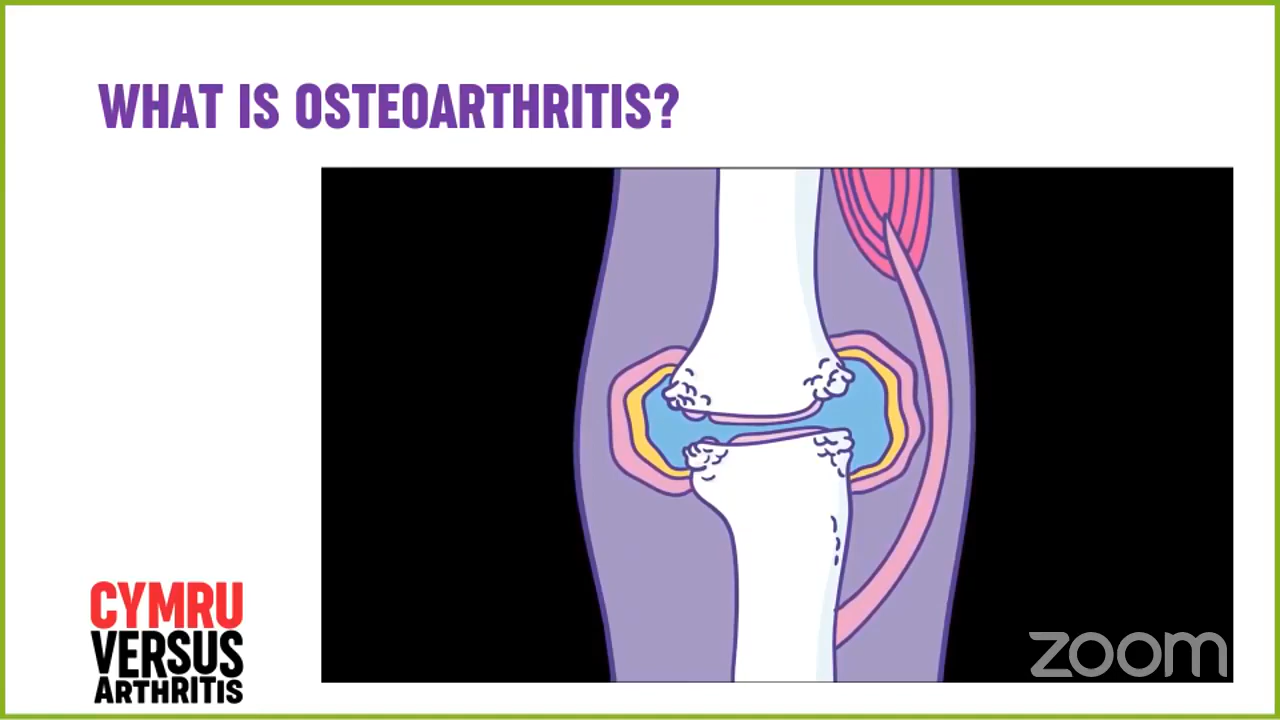 WHAT IS OSTEOARTHRITIS?
CYMRU
VERSUS
ARTHRITIS
zoom